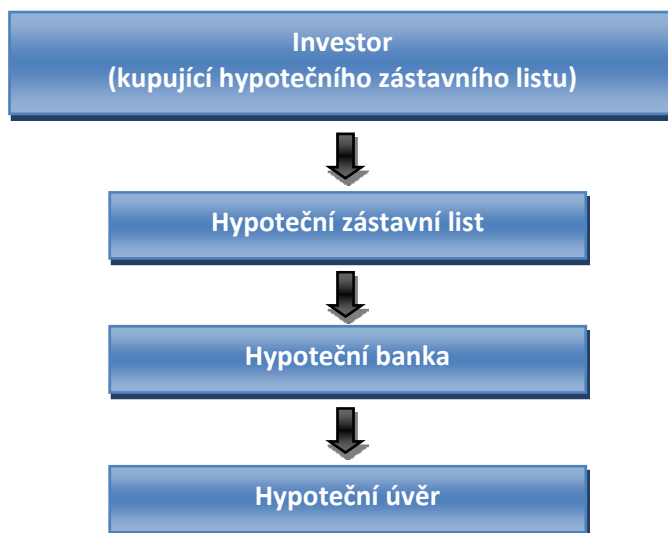 Investor
(kupující hypotečního zástavního listu)
Hypoteční zástavní list
Hypoteční banka
Hypoteční úvěr